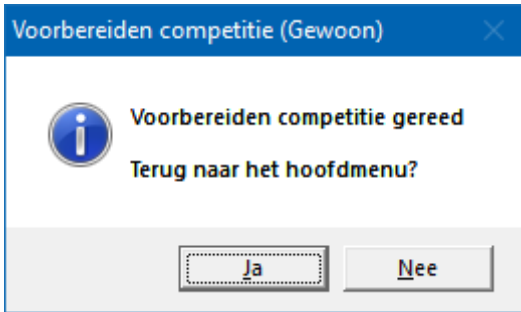 Voorbereiden competitie (Gewoon)
Voorbereiden competitie gereed
Terug naar het hoofdmenu?
Ja
Nee